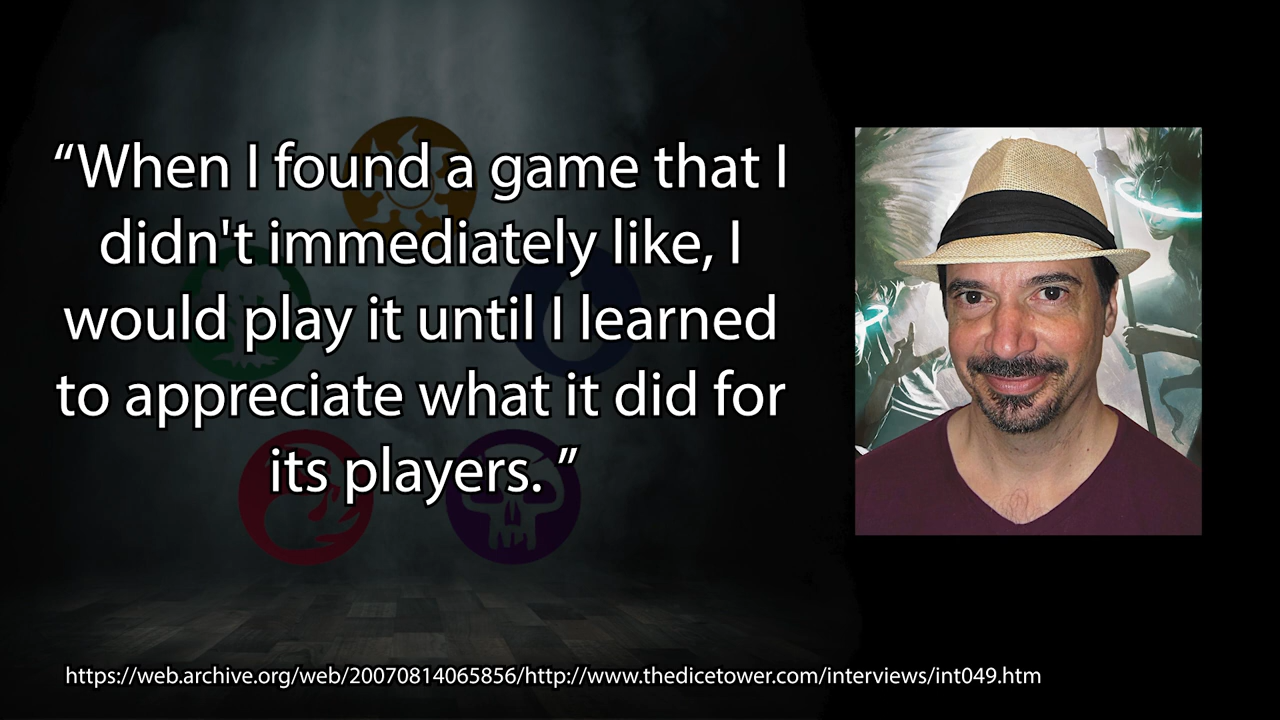 “When I found a game that I
didn't immediately like, I
would play it until I learned
to appreciate what it did for
its players. ”
https://web.archive.org/web/20070814065856/http://www.thedicetower.com/interviews/int049.htm